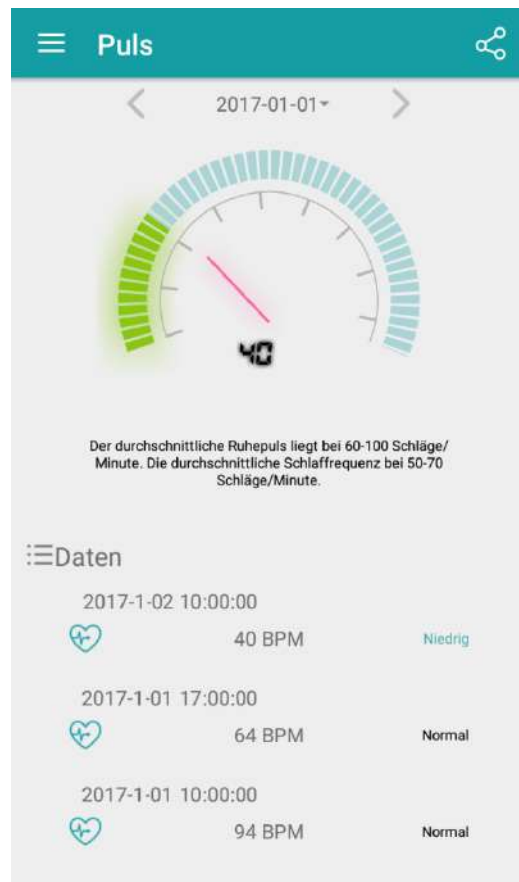 Puls
2017-01-01
40
Der durchschnittliche Ruhepuls liegt bei 60-100 Schläge/
Minute. Die durchschnittliche Schlaffrequenz bei 50-70
Schläge/Minute.
Daten
2017-1-02 10:00:00
40 BPM Niedrig
2017-1-01 17:00:00
64 BPM Normal
2017-1-01 10:00:00
94 BPM Normal